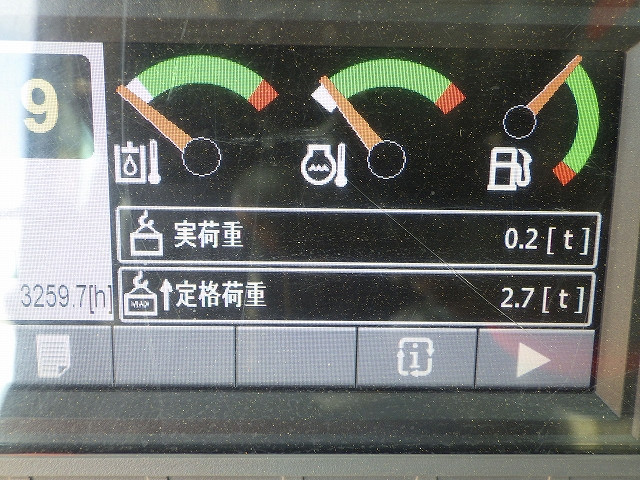 9
実荷重
0.2 [ t ]
定格荷重
2.7 [ t ]
3259.7[h]